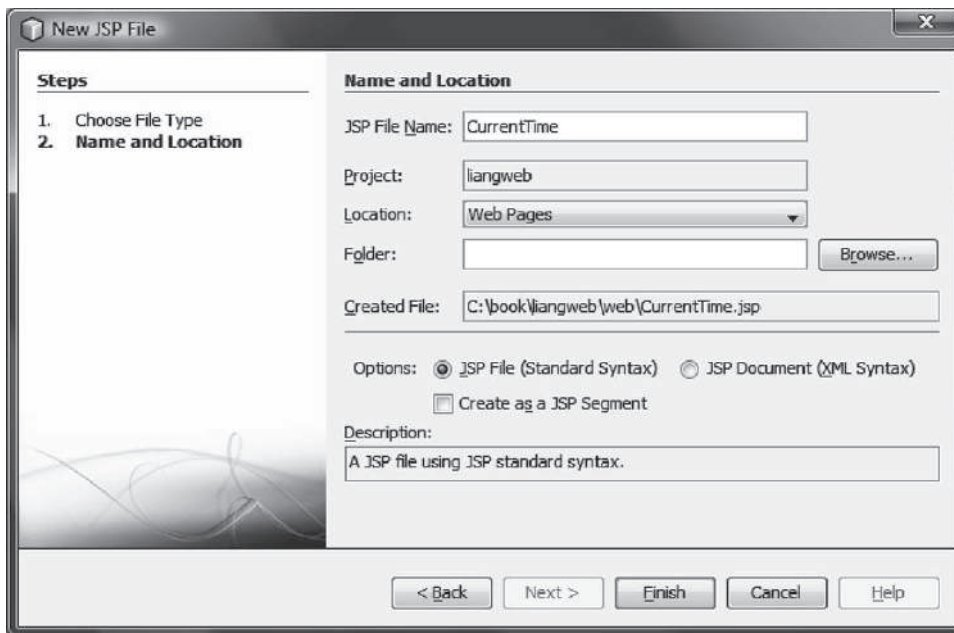 New JSP File
x
Steps
1. Choose File Type
2. Name and Location
Name and Location
JSP File Name: CurrentTime
Project: liangweb
Location: Web Pages
Folder: Browse...
Created File: C:\book\liangweb\web\CurrentTime.jsp
Options: JSP File (Standard Syntax) JSP Document (XML Syntax)
Create as a JSP Segment
Description:
A JSP file using JSP standard syntax.
< Back Next > Finish Cancel Help